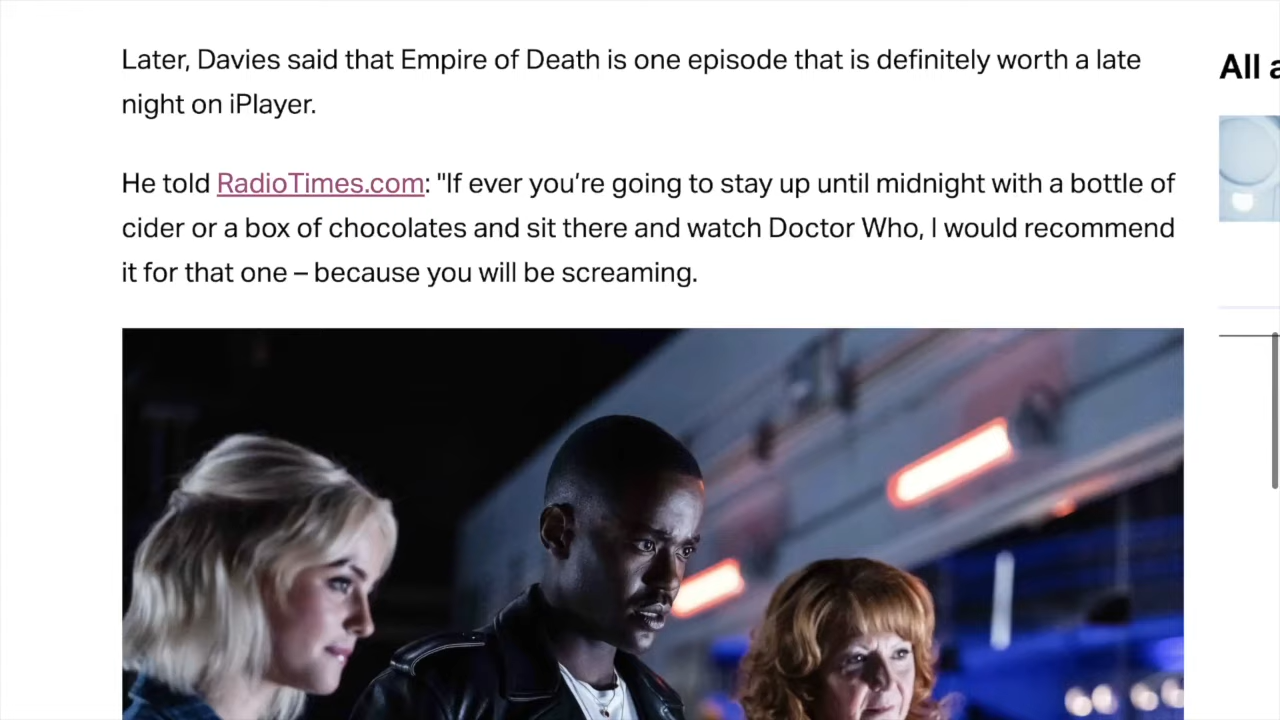 Later, Davies said that Empire of Death is one episode that is definitely worth a late
night on iPlayer.
He told RadioTimes.com: "If ever you’re going to stay up until midnight with a bottle of
cider or a box of chocolates and sit there and watch Doctor Who, I would recommend
it for that one – because you will be screaming.
All a